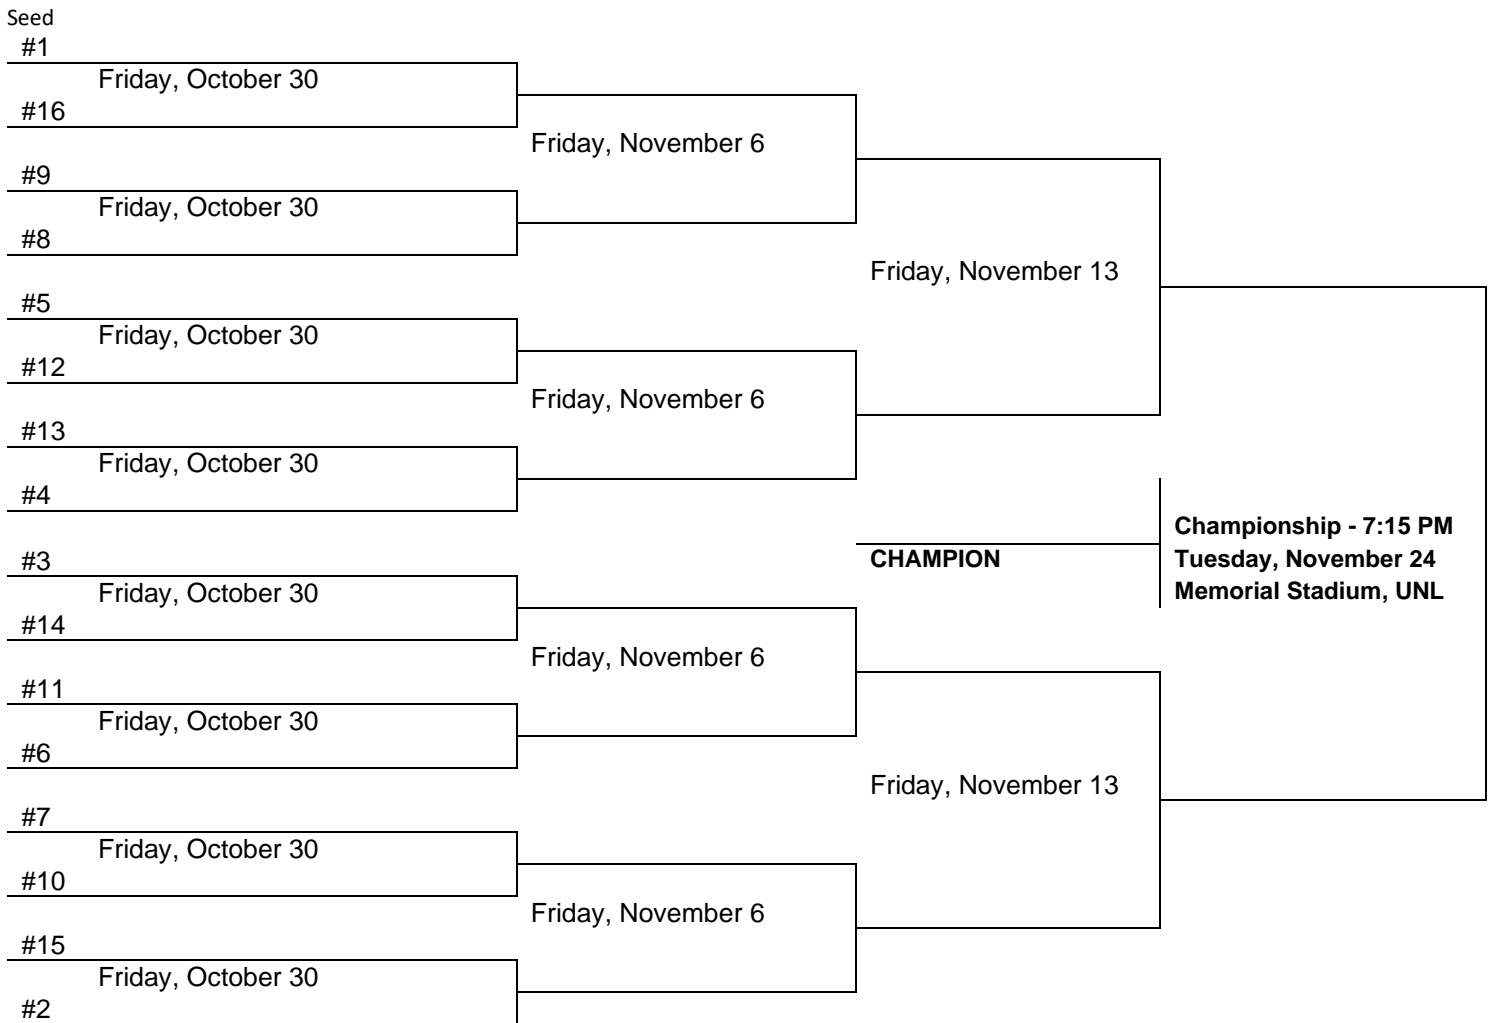 Seed
#1
Friday, October 30
#16
Friday, November 6
#9
Friday, October 30
#8
Friday, November 13
#5
Friday, October 30
#12
Friday, November 6
#13
Friday, October 30
#4
Championship - 7:15 PM
Tuesday, November 24
Memorial Stadium, UNL
CHAMPION
#3
Friday, October 30
#14
Friday, November 6
#11
Friday, October 30
#6
Friday, November 13
#7
Friday, October 30
#10
Friday, November 6
#15
Friday, October 30
#2